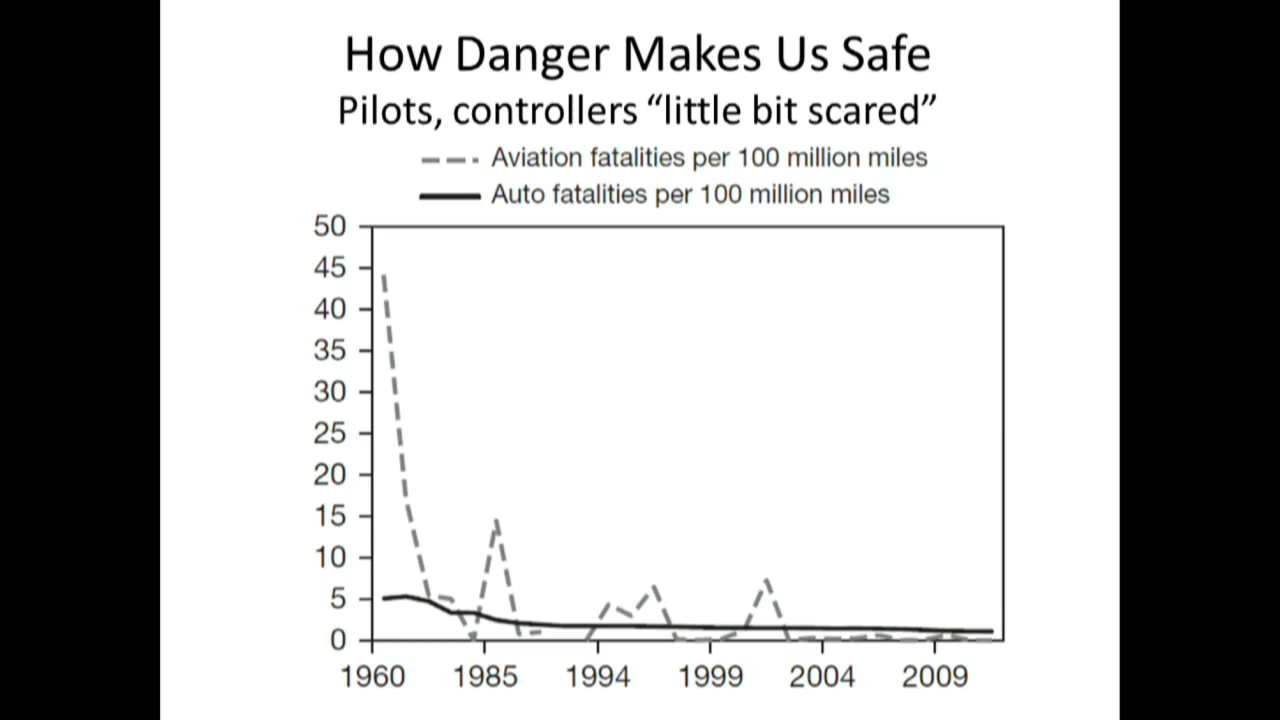 How Danger Makes Us Safe
Pilots, controllers “little bit scared”
Aviation fatalities per 100 million miles
Auto fatalities per 100 million miles
50
45
40
35
30
25
20
15
10
5
0
1960 1985 1994 1999 2004 2009